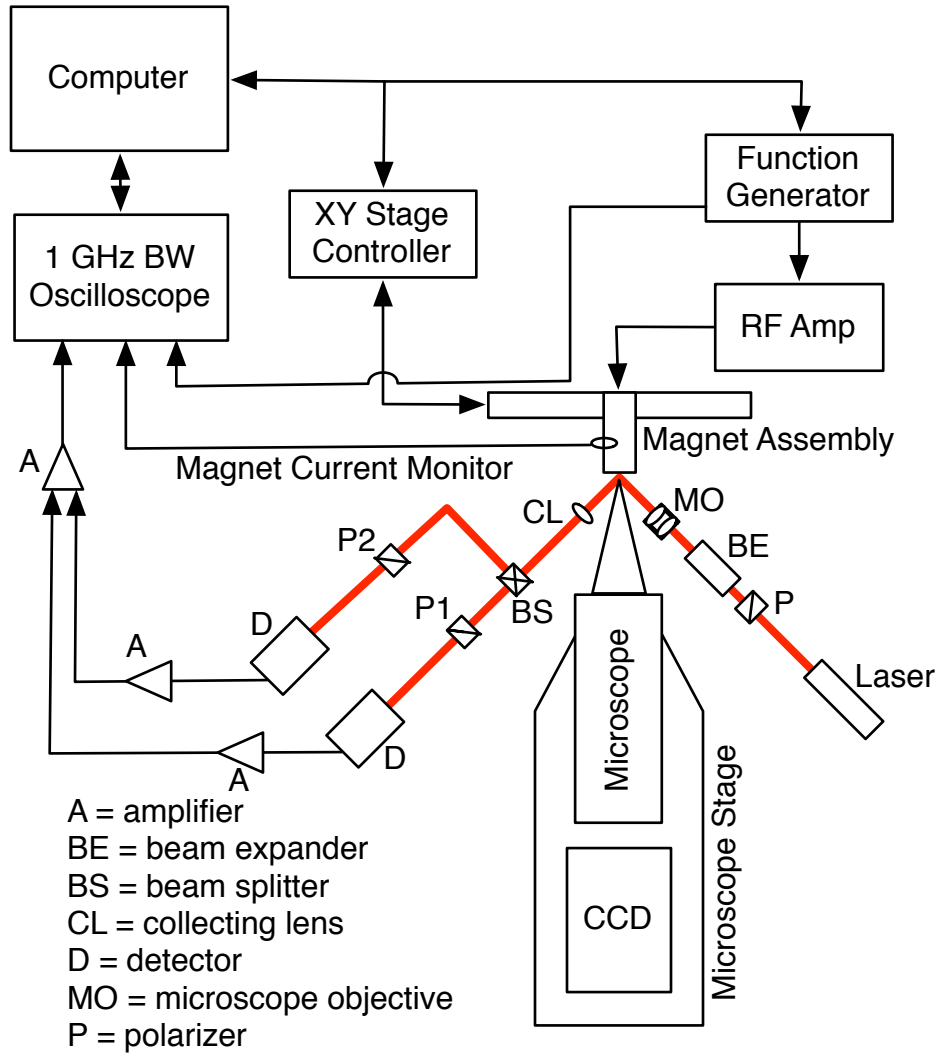 Computer
Function
Generator
XY Stage
Controller
1 GHz BW
Oscilloscope
RF Amp
Magnet Assembly
A
Magnet Current Monitor
CL
MO
P2
BE
P1
BS
P
D
A
Laser
Microscope
D
A
Microscope Stage
CCD
A = amplifier
BE = beam expander
BS = beam splitter
CL = collecting lens
D = detector
MO = microscope objective
P = polarizer